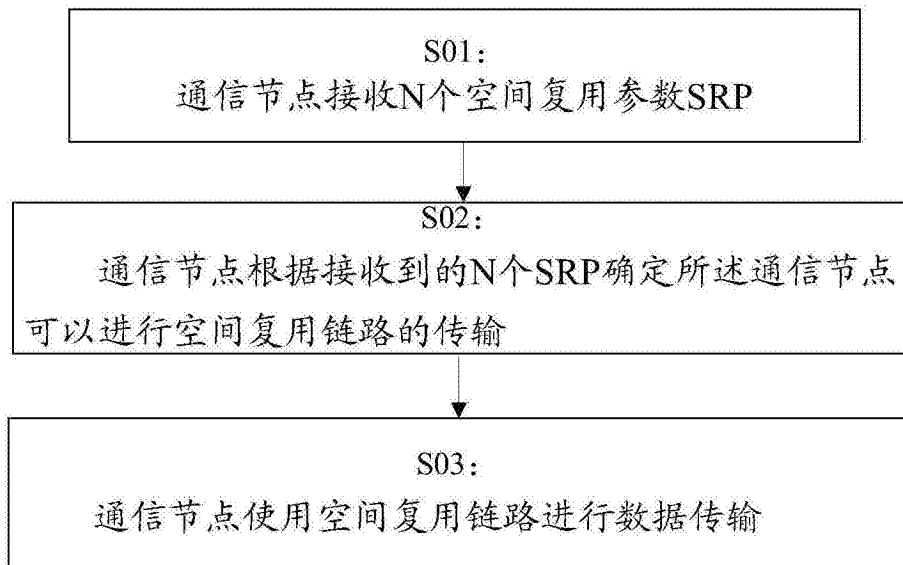 S01：
通信节点接收N个空间复用参数SRP
S02：
通信节点根据接收到的N个SRP确定所述通信节点
可以进行空间复用链路的传输
S03：
通信节点使用空间复用链路进行数据传输